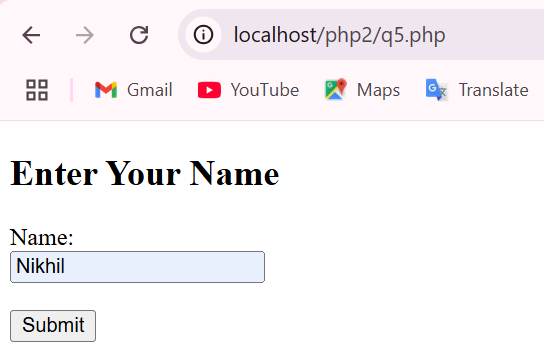 localhost/php2/q5.php
Gmail YouTube Maps Translate
Enter Your Name
Name:
Nikhil
Submit